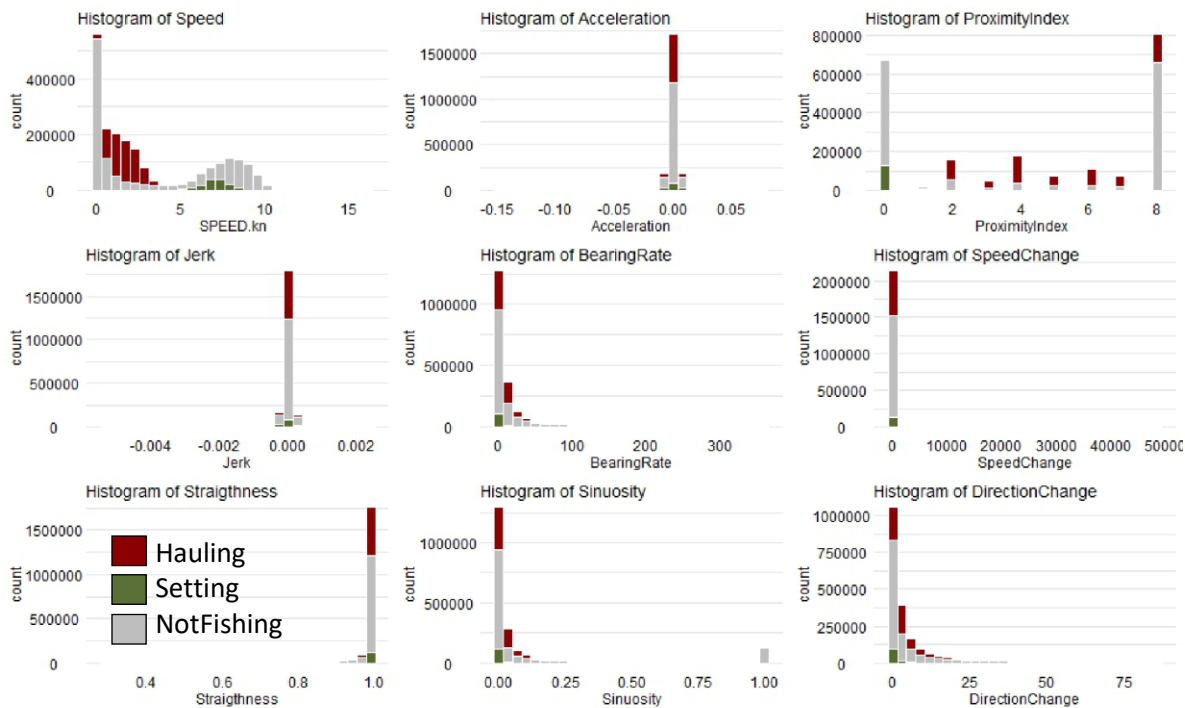 Histogram of Speed
count
400000
200000
0
0 5 10 15
SPEED.kn
Histogram of Acceleration
count
1500000
1000000
500000
0
-0.15 -0.10 -0.05 0.00 0.05
Acceleration
Histogram of ProximityIndex
count
800000
600000
400000
200000
0
0 2 4 6 8
ProximityIndex
Histogram of Jerk
count
1500000
1000000
500000
0
-0.004 -0.002 0.000 0.002
Jerk
Histogram of BearingRate
count
1000000
500000
0
0 100 200 300
BearingRate
Histogram of SpeedChange
count
2000000
1500000
1000000
500000
0
0 10000 20000 30000 40000 50000
SpeedChange
Histogram of Straigthness
count
1500000
1000000
500000
0
0.4 0.6 0.8 1.0
Straigthness
Hauling
Setting
NotFishing
Histogram of Sinuosity
count
1000000
500000
0
0.00 0.25 0.50 0.75 1.00
Sinuosity
Histogram of DirectionChange
count
1000000
750000
500000
250000
0
0 25 50 75
DirectionChange